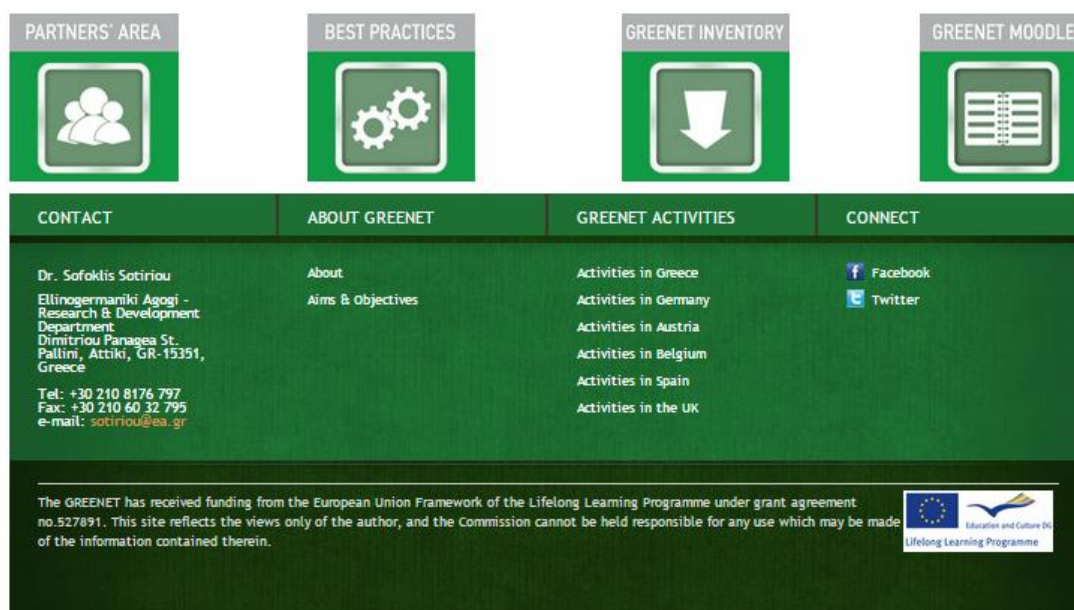 PARTNERS' AREA
BEST PRACTICES
GREENET INVENTORY
GREENET MOODLE
CONTACT
ABOUT GREENET
GREENET ACTIVITIES
CONNECT
Dr. Sofoklis Sotiriou
Ellinogermaniki Agogi -
Research & Development
Department
Dimitriou Panagea St.
Pallini, Attiki, GR-15351,
Greece
Tel: +30 210 8176 797
Fax: +30 210 60 32 795
e-mail: sotiriou@ea.gr
About
Aims & Objectives
Activities in Greece
Activities in Germany
Activities in Austria
Activities in Belgium
Activities in Spain
Activities in the UK
Facebook
Twitter
The GREENET has received funding from the European Union Framework of the Lifelong Learning Programme under grant agreement
no.527891. This site reflects the views only of the author, and the Commission cannot be held responsible for any use which may be made
of the information contained therein.
Education and Culture DG
Lifelong Learning Programme